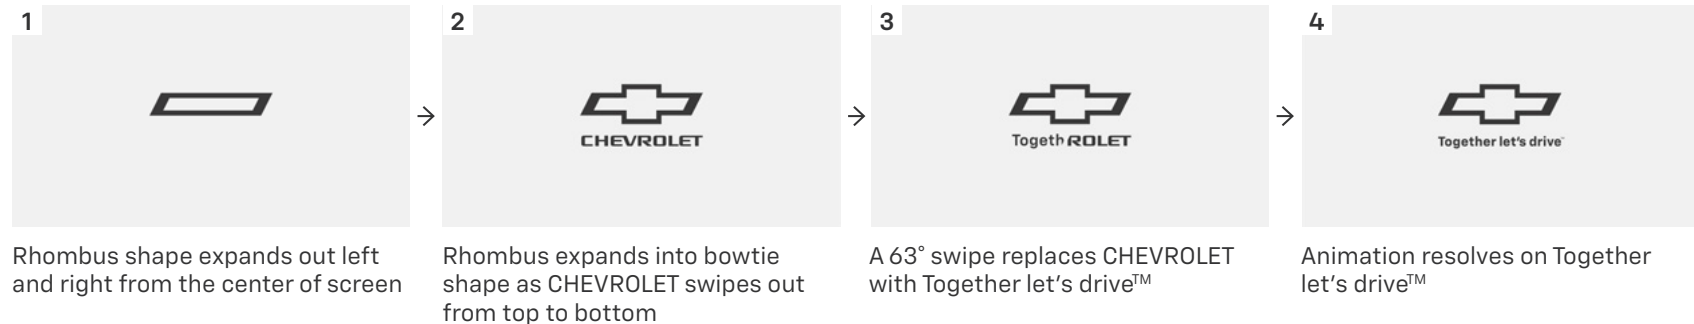 1
2
3
4
CHEVROLET
TogethROLET
Together let's drive™
Rhombus shape expands out left
and right from the center of screen
Rhombus expands into bowtie
shape as CHEVROLET swipes out
from top to bottom
A 63° swipe replaces CHEVROLET
with Together let's drive™
Animation resolves on Together
let's drive™